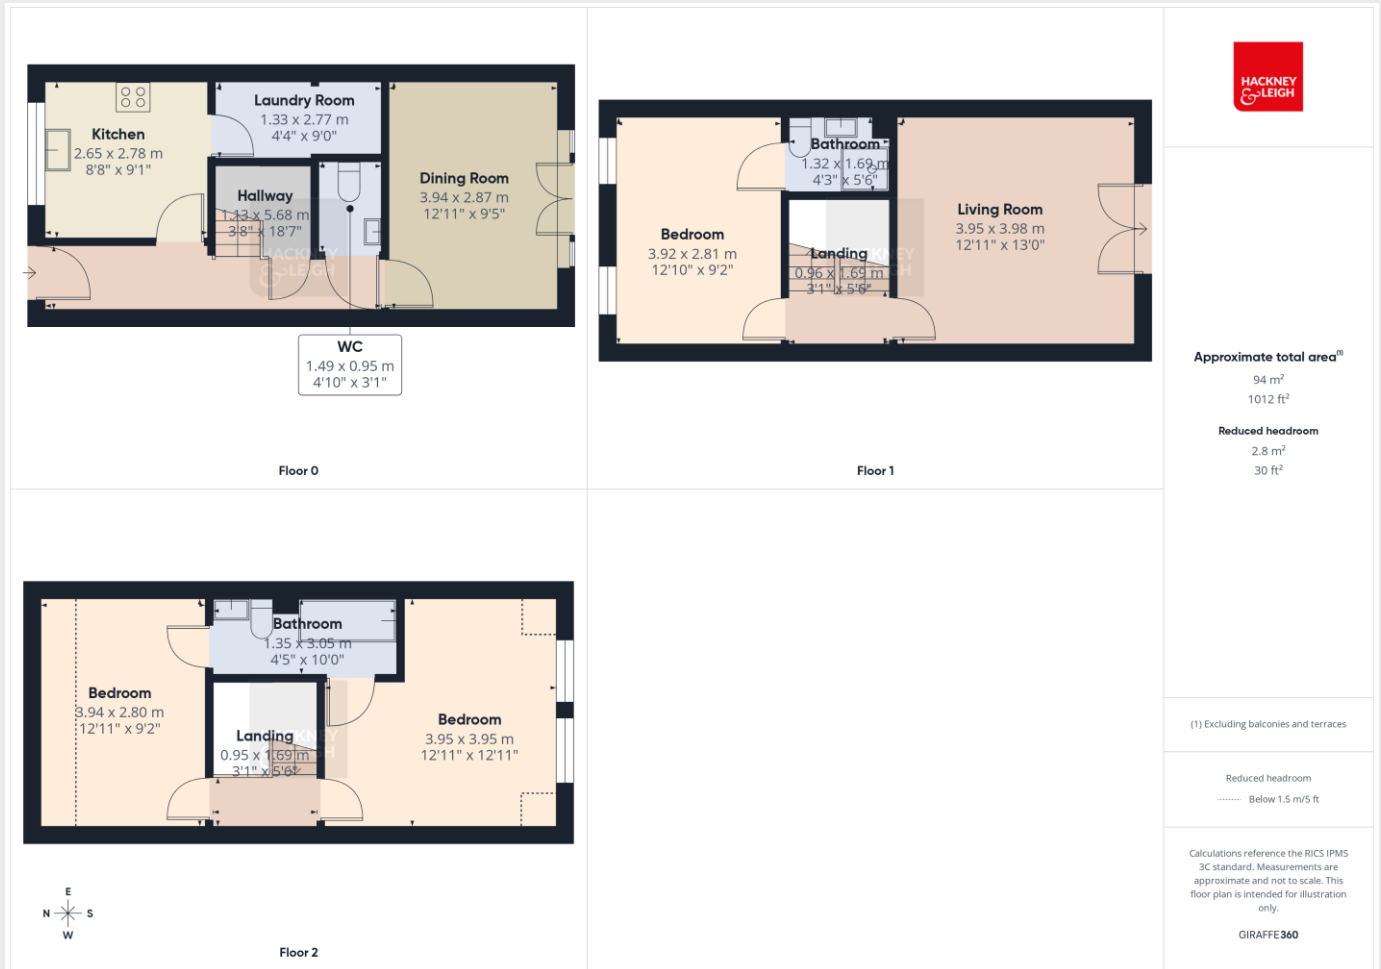 Kitchen
2.65 x 2.78 m
8'8" x 9'1"
Laundry Room
1.33 x 2.77 m
4'4" x 9'0"
Hallway
1.13 x 5.68 m
3'8" x 18'7"
Dining Room
3.94 x 2.87 m
12'11" x 9'5"
HACKNEY
& LEIGH
WC
1.49 x 0.95 m
4'10" x 3'1"
Floor 0
Bedroom
3.92 x 2.81 m
12'10" x 9'2"
Bathroom
1.32 x 1.69 m
4'3" x 5'6"
Landing
0.96 x 1.69 m
3'1" x 5'6"
Living Room
3.95 x 3.98 m
12'11" x 13'0"
Floor 1
Bedroom
3.94 x 2.80 m
12'11" x 9'2"
Bathroom
1.35 x 3.05 m
4'5" x 10'0"
Landing
0.95 x 1.69 m
3'1" x 5'6"
Bedroom
3.95 x 3.95 m
12'11" x 12'11"
E
N S
W
Floor 2
HACKNEY
& LEIGH
Approximate total area(1)
94 m²
1012 ft²
Reduced headroom
2.8 m²
30 ft²
(1) Excluding balconies and terraces
Reduced headroom
Below 1.5 m/5 ft
Calculations reference the RICS IPMS
3C standard. Measurements are
approximate and not to scale. This
floor plan is intended for illustration
only.
GIRAFFE360